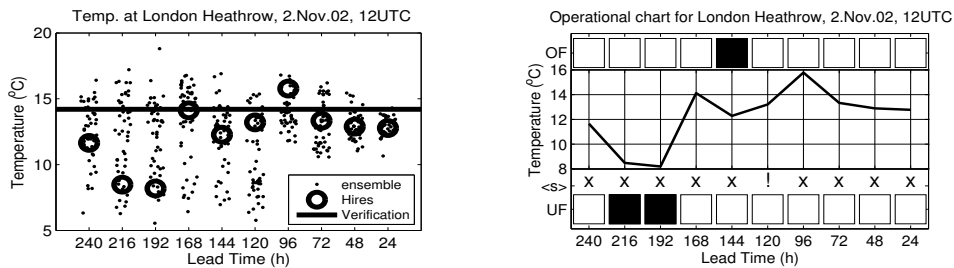 Temp. at London Heathrow, 2.Nov.02, 12UTC
20
15
10
5
Temperature (⁰C)
ensemble
Hires
Verification
240 216 192 168 144 120 96 72 48 24
Lead Time (h)
Operational chart for London Heathrow, 2.Nov.02, 12UTC
OF
16
14
12
10
8
Temperature (⁰C)
<s> x x x x x ! x x x x
UF
240 216 192 168 144 120 96 72 48 24
Lead Time (h)